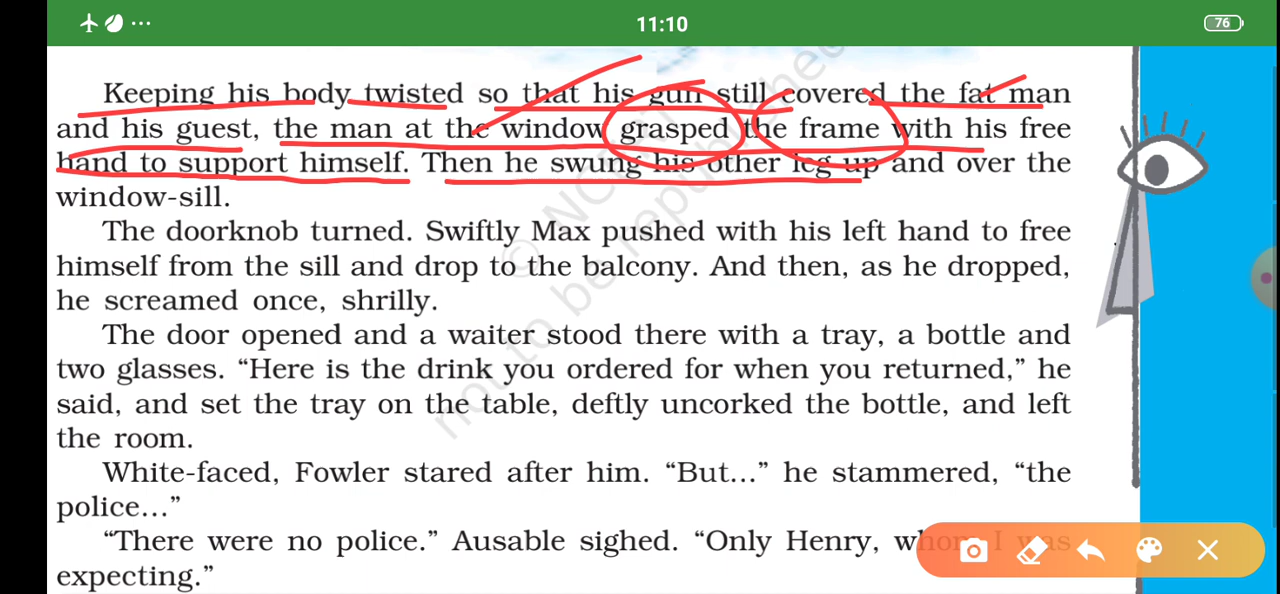 11:10
76
Keeping his body twisted so that his gun still covered the fat man
and his guest, the man at the window grasped the frame with his free
hand to support himself. Then he swung his other leg up and over the
window-sill.
The doorknob turned. Swiftly Max pushed with his left hand to free
himself from the sill and drop to the balcony. And then, as he dropped,
he screamed once, shrilly.
The door opened and a waiter stood there with a tray, a bottle and
two glasses. “Here is the drink you ordered for when you returned,” he
said, and set the tray on the table, deftly uncorked the bottle, and left
the room.
White-faced, Fowler stared after him. “But...” he stammered, “the
police...”
“There were no police.” Ausable sighed. “Only Henry, whom I was
expecting.”